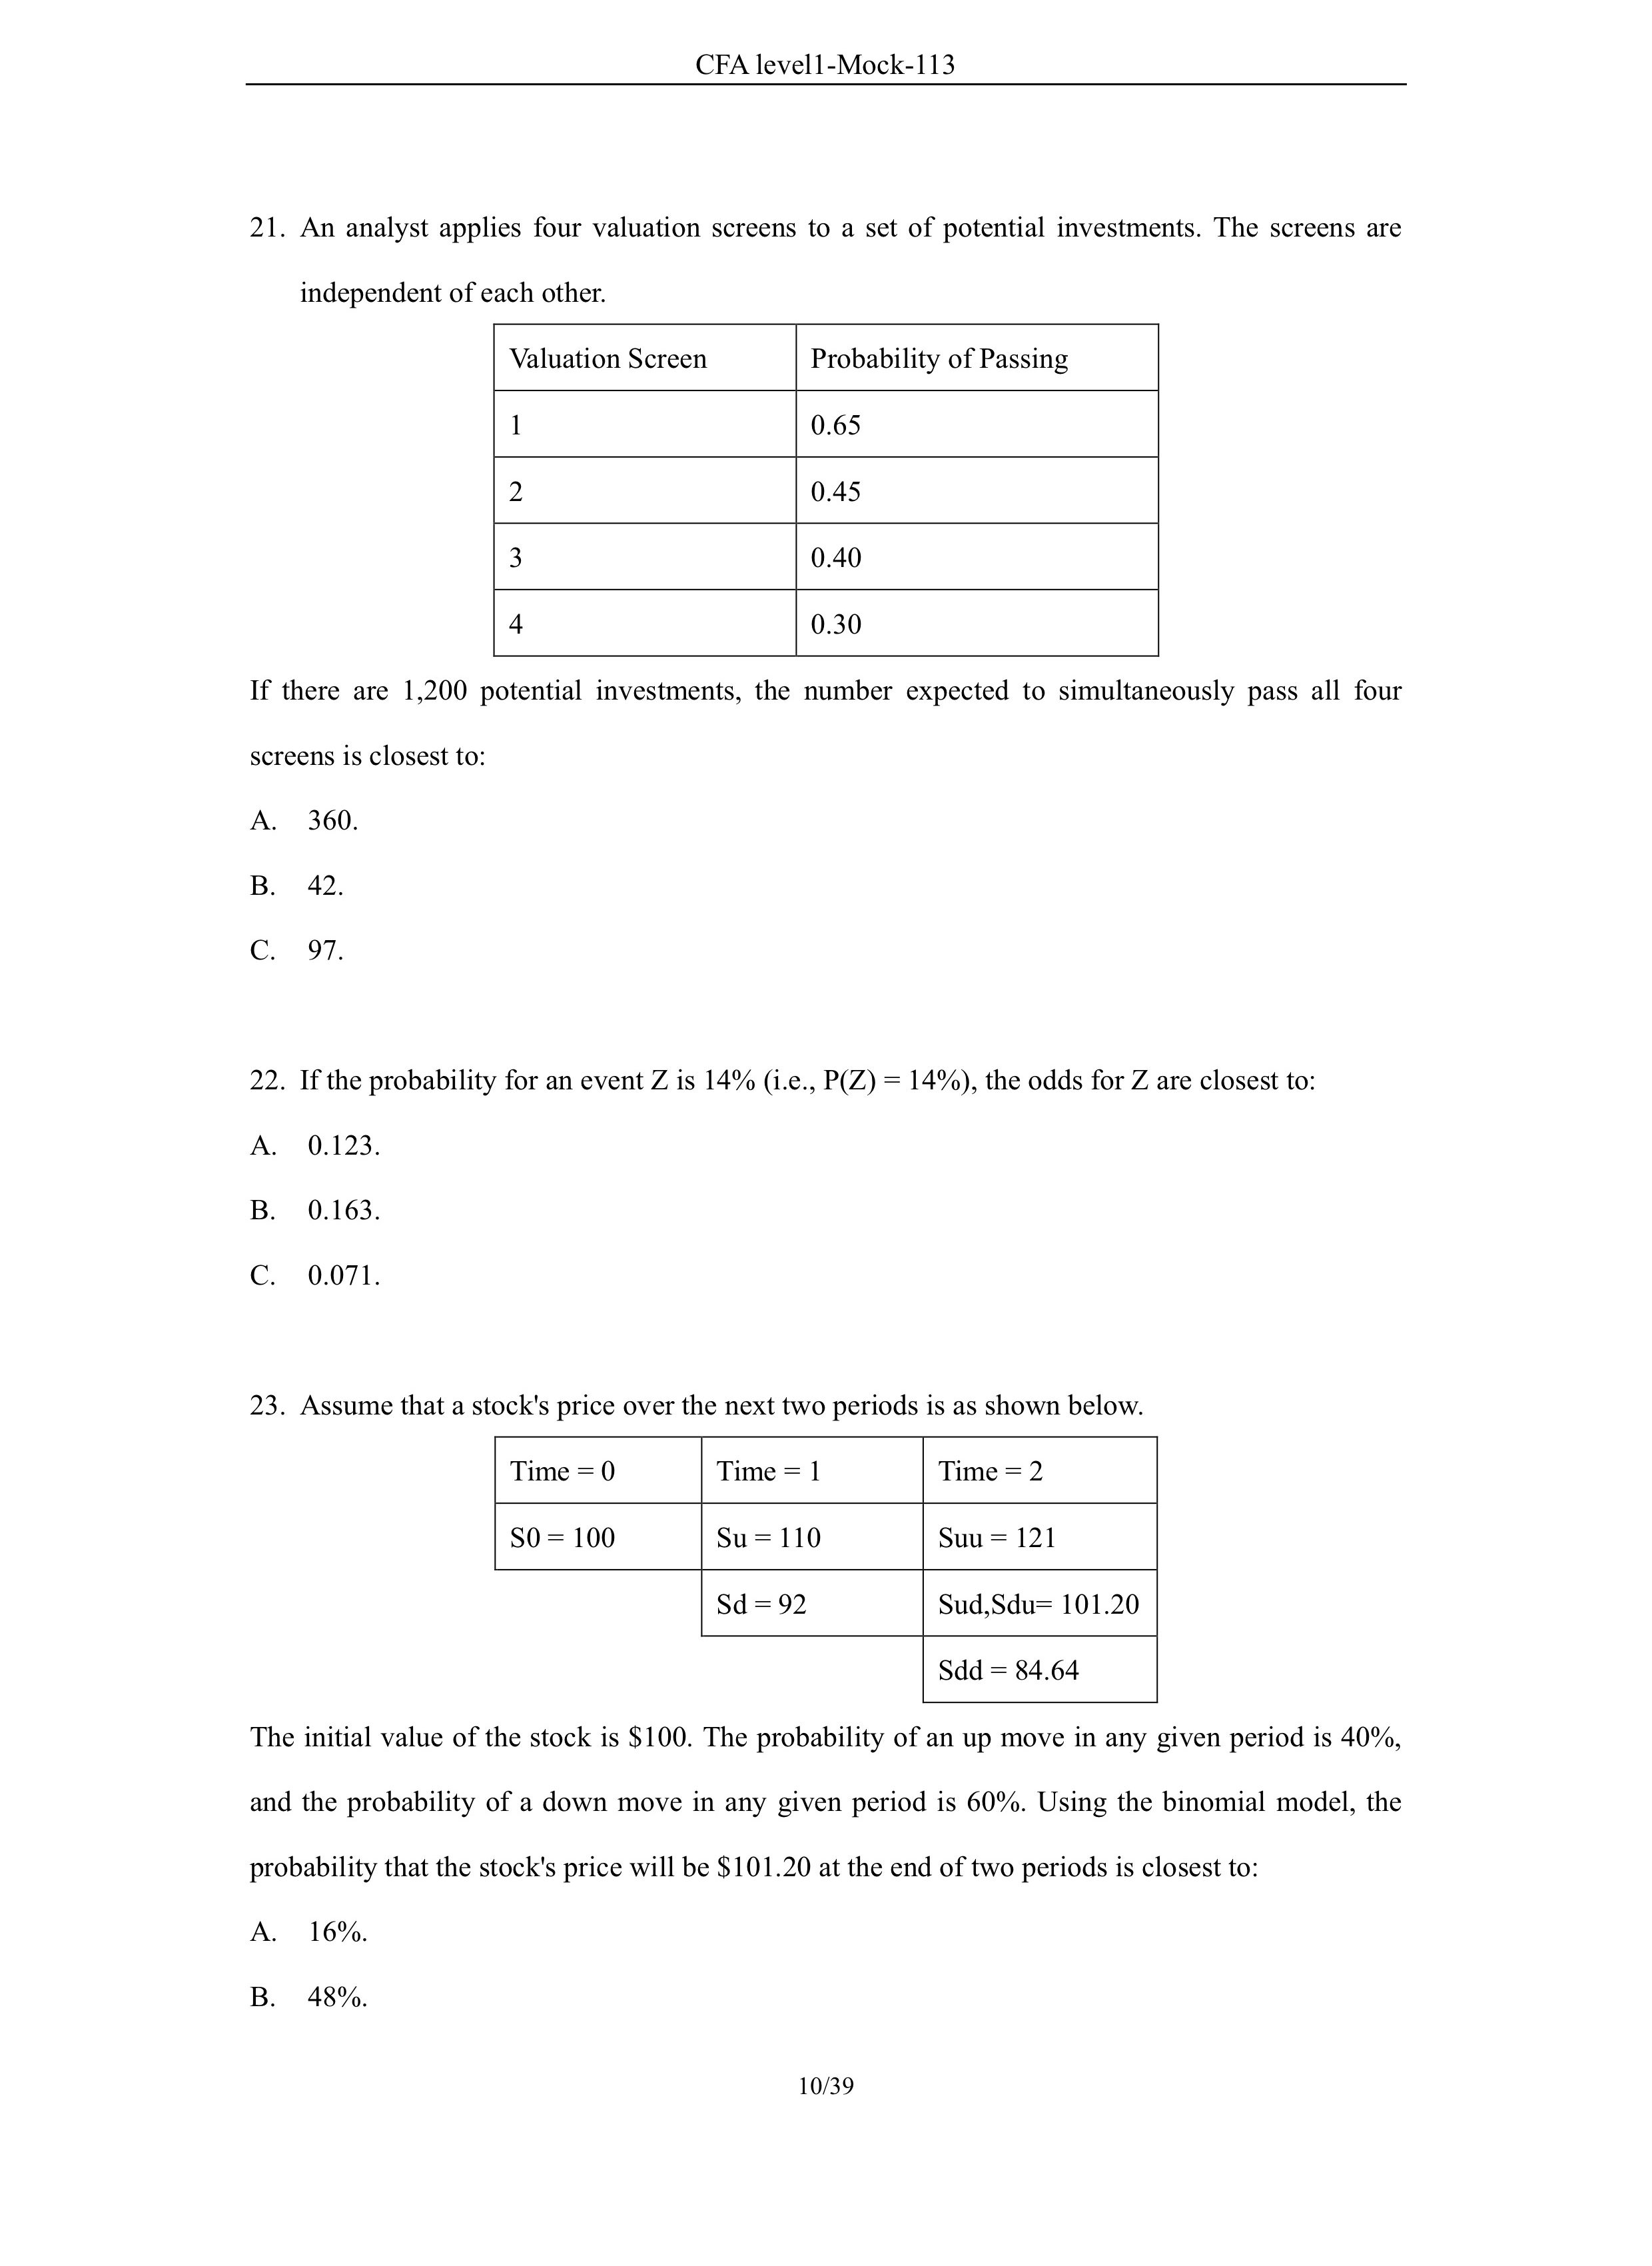 CFA level1-Mock-113
21. An analyst applies four valuation screens to a set of potential investments. The screens are
independent of each other.
Valuation Screen Probability of Passing
1 0.65
2 0.45
3 0.40
4 0.30
If there are 1,200 potential investments, the number expected to simultaneously pass all four
screens is closest to:
A. 360.
B. 42.
C. 97.
22. If the probability for an event Z is 14% (i.e., P(Z) = 14%), the odds for Z are closest to:
A. 0.123.
B. 0.163.
C. 0.071.
23. Assume that a stock's price over the next two periods is as shown below.
Time = 0 Time = 1 Time = 2
S0 = 100 Su = 110 Suu = 121
Sd = 92 Sud,Sdu= 101.20
Sdd = 84.64
The initial value of the stock is $100. The probability of an up move in any given period is 40%,
and the probability of a down move in any given period is 60%. Using the binomial model, the
probability that the stock's price will be $101.20 at the end of two periods is closest to:
A. 16%.
B. 48%.
10/39